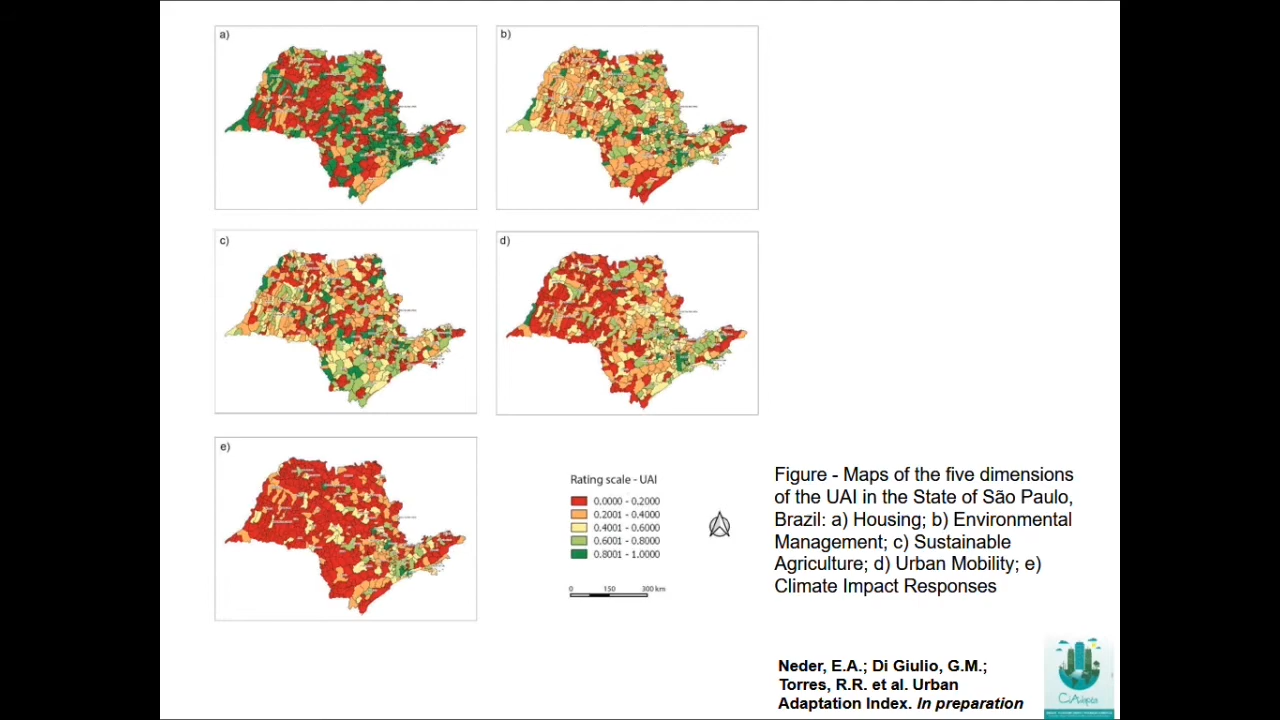 a)
b)
c)
d)
e)
Rating scale - UAI
0.0000 - 0.2000
0.2001 - 0.4000
0.4001 - 0.6000
0.6001 - 0.8000
0.8001 - 1.0000
0 150 300 km
Figure - Maps of the five dimensions
of the UAI in the State of São Paulo,
Brazil: a) Housing; b) Environmental
Management; c) Sustainable
Agriculture; d) Urban Mobility; e)
Climate Impact Responses
Neder, E.A.; Di Giulio, G.M.;
Torres, R.R. et al. Urban
Adaptation Index. In preparation
CiAdapta